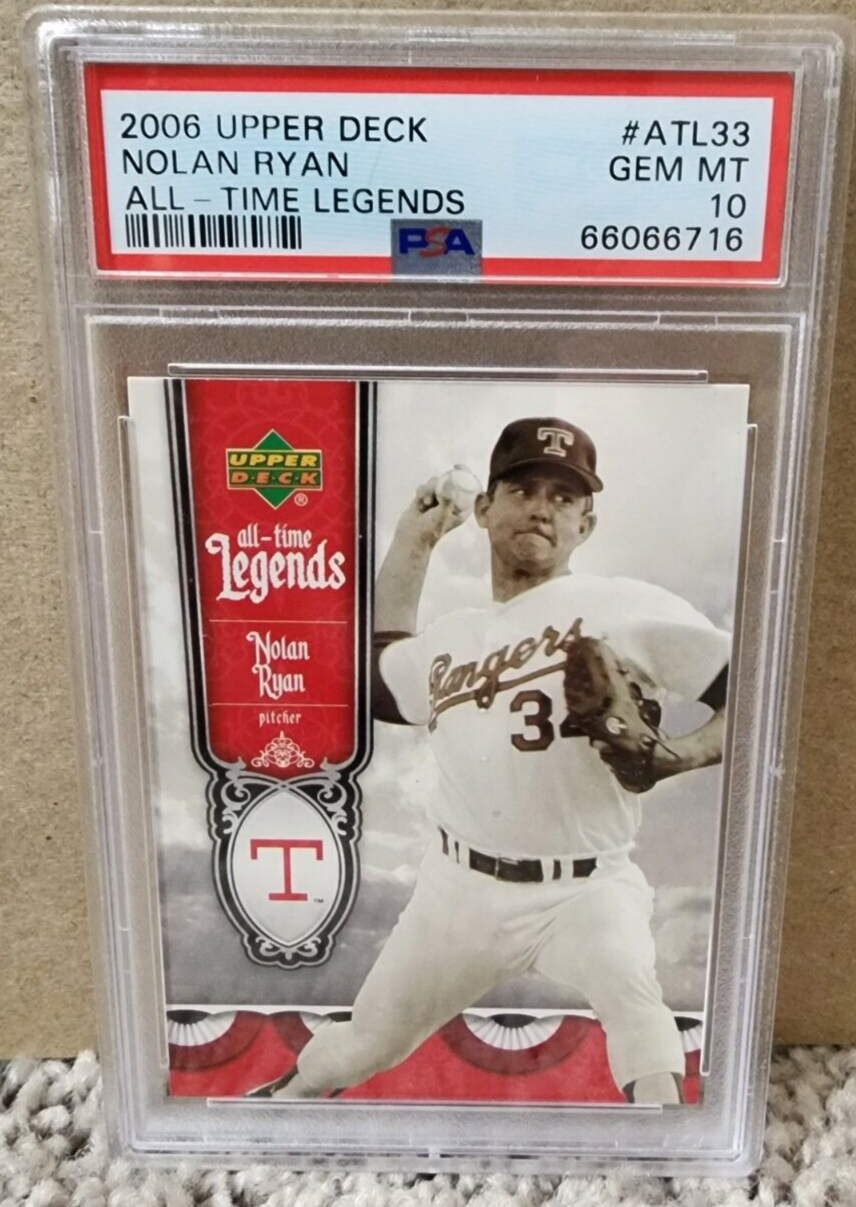 2006 UPPER DECK #ATL33
NOLAN RYAN GEM MT
ALL-TIME LEGENDS 10
PSA 66066716
UPPER
D·E·C·K
®
all-time
Legends
Nolan
Ryan
pitcher
T
™
T
Rangers
34